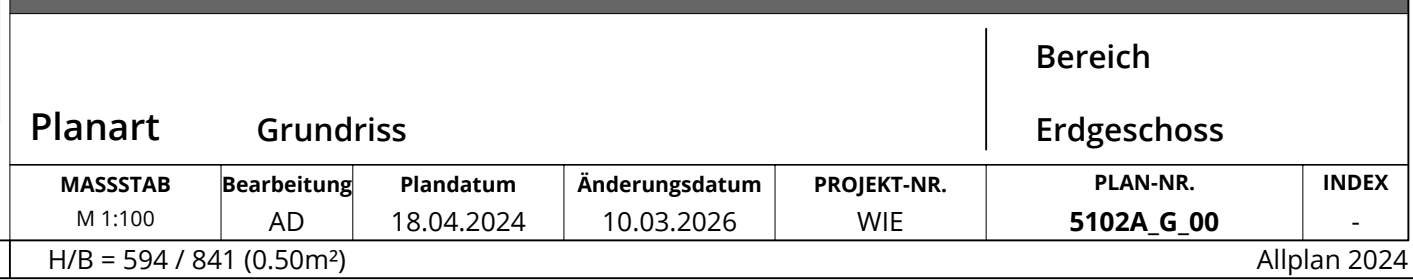 Bereich
Planart Grundriss Erdgeschoss
MASSSTAB Bearbeitung Plandatum Änderungsdatum PROJEKT-NR. PLAN-NR. INDEX
M 1:100 AD 18.04.2024 10.03.2026 WIE 5102A_G_00 -
H/B = 594 / 841 (0.50m²) Allplan 2024